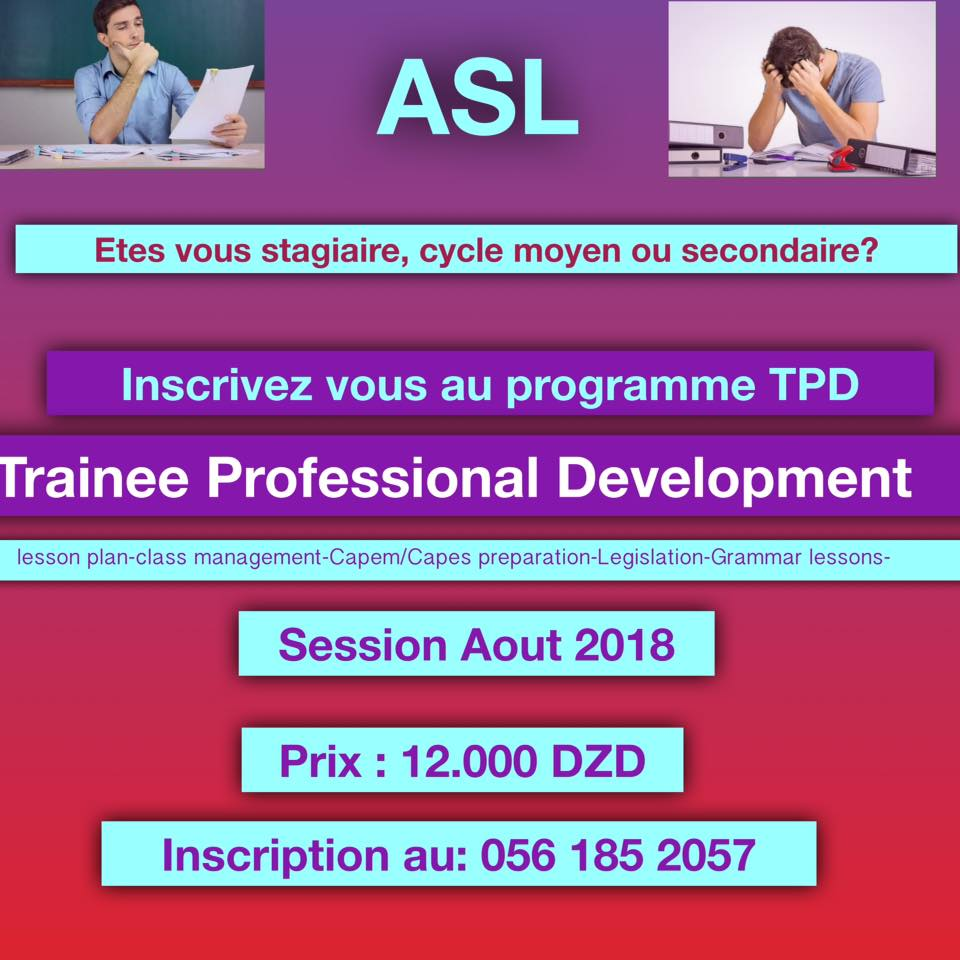 ASL
Etes vous stagiaire, cycle moyen ou secondaire?
Inscrivez vous au programme TPD
Trainee Professional Development
lesson plan-class management-Capem/Capes preparation-Legislation-Grammar lessons-
Session Aout 2018
Prix : 12.000 DZD
Inscription au: 056 185 2057